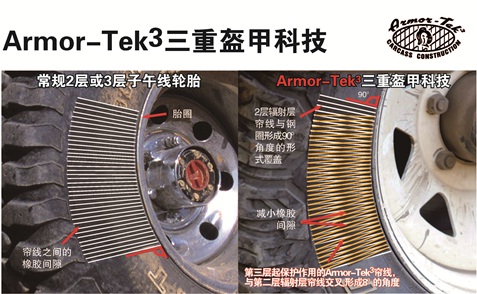 Armor-Tek³三重盔甲科技
Armor-Tek³
CARCASS CONSTRUCTION
常规2层或3层子午线轮胎
胎圈
帘线之间的
橡胶间隙
Armor-Tek³三重盔甲科技
90°
2层辐射层
帘线与钢
圈形成90°
角度的形
式覆盖
减小橡胶
间隙
第三层起保护作用的Armor-Tek³帘线，
与第二层辐射层帘线交叉形成8°的角度